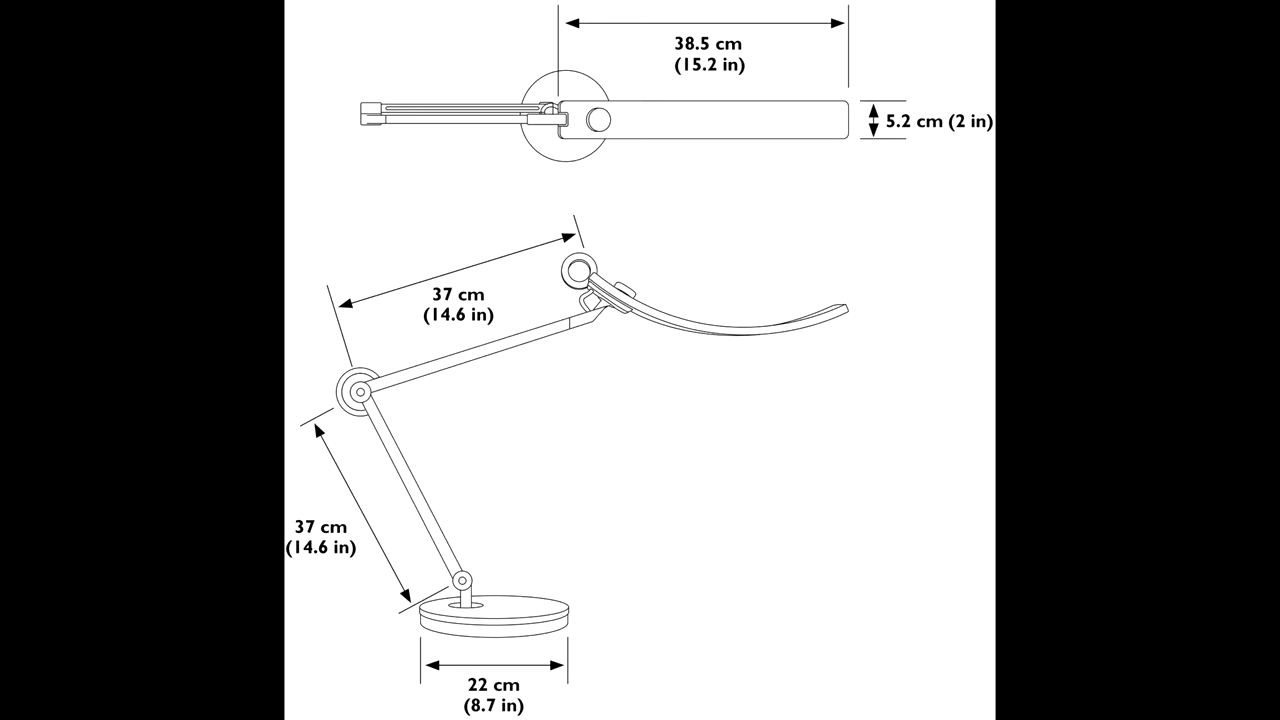 38.5 cm
(15.2 in)
5.2 cm (2 in)
37 cm
(14.6 in)
37 cm
(14.6 in)
22 cm
(8.7 in)